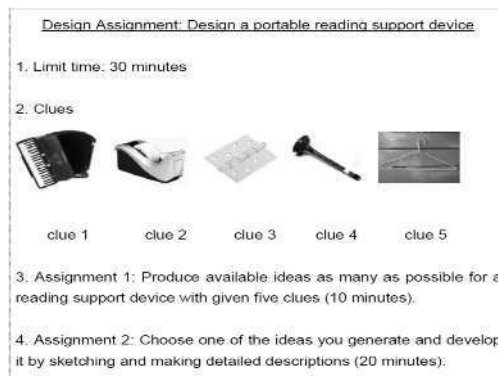 Design Assignment: Design a portable reading support device
1. Limit time: 30 minutes
2. Clues
clue 1 clue 2 clue 3 clue 4 clue 5
3. Assignment 1: Produce available ideas as many as possible for a
reading support device with given five clues (10 minutes).
4. Assignment 2: Choose one of the ideas you generate and develop
it by sketching and making detailed descriptions (20 minutes).